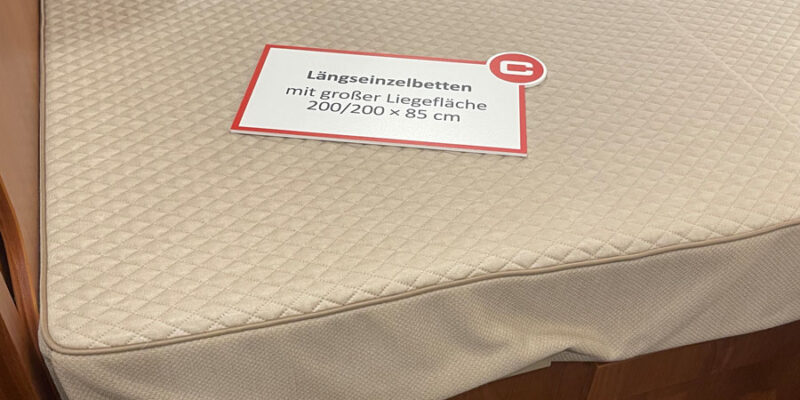 Längseinzelbetten
mit großer Liegefläche
200/200 × 85 cm